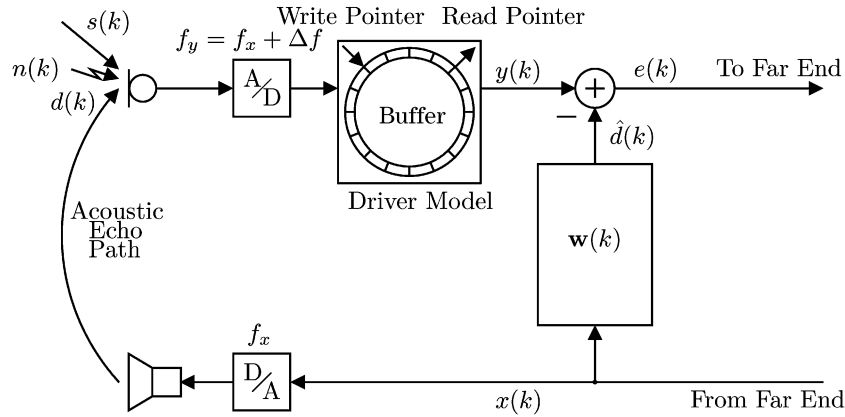 Write Pointer Read Pointer
s(k)
f_y = f_x + Δf
n(k)
d(k)
A/D
Buffer
y(k)
+
−
e(k)
To Far End
d̂(k)
Driver Model
Acoustic
Echo
Path
w(k)
f_x
D/A
x(k)
From Far End